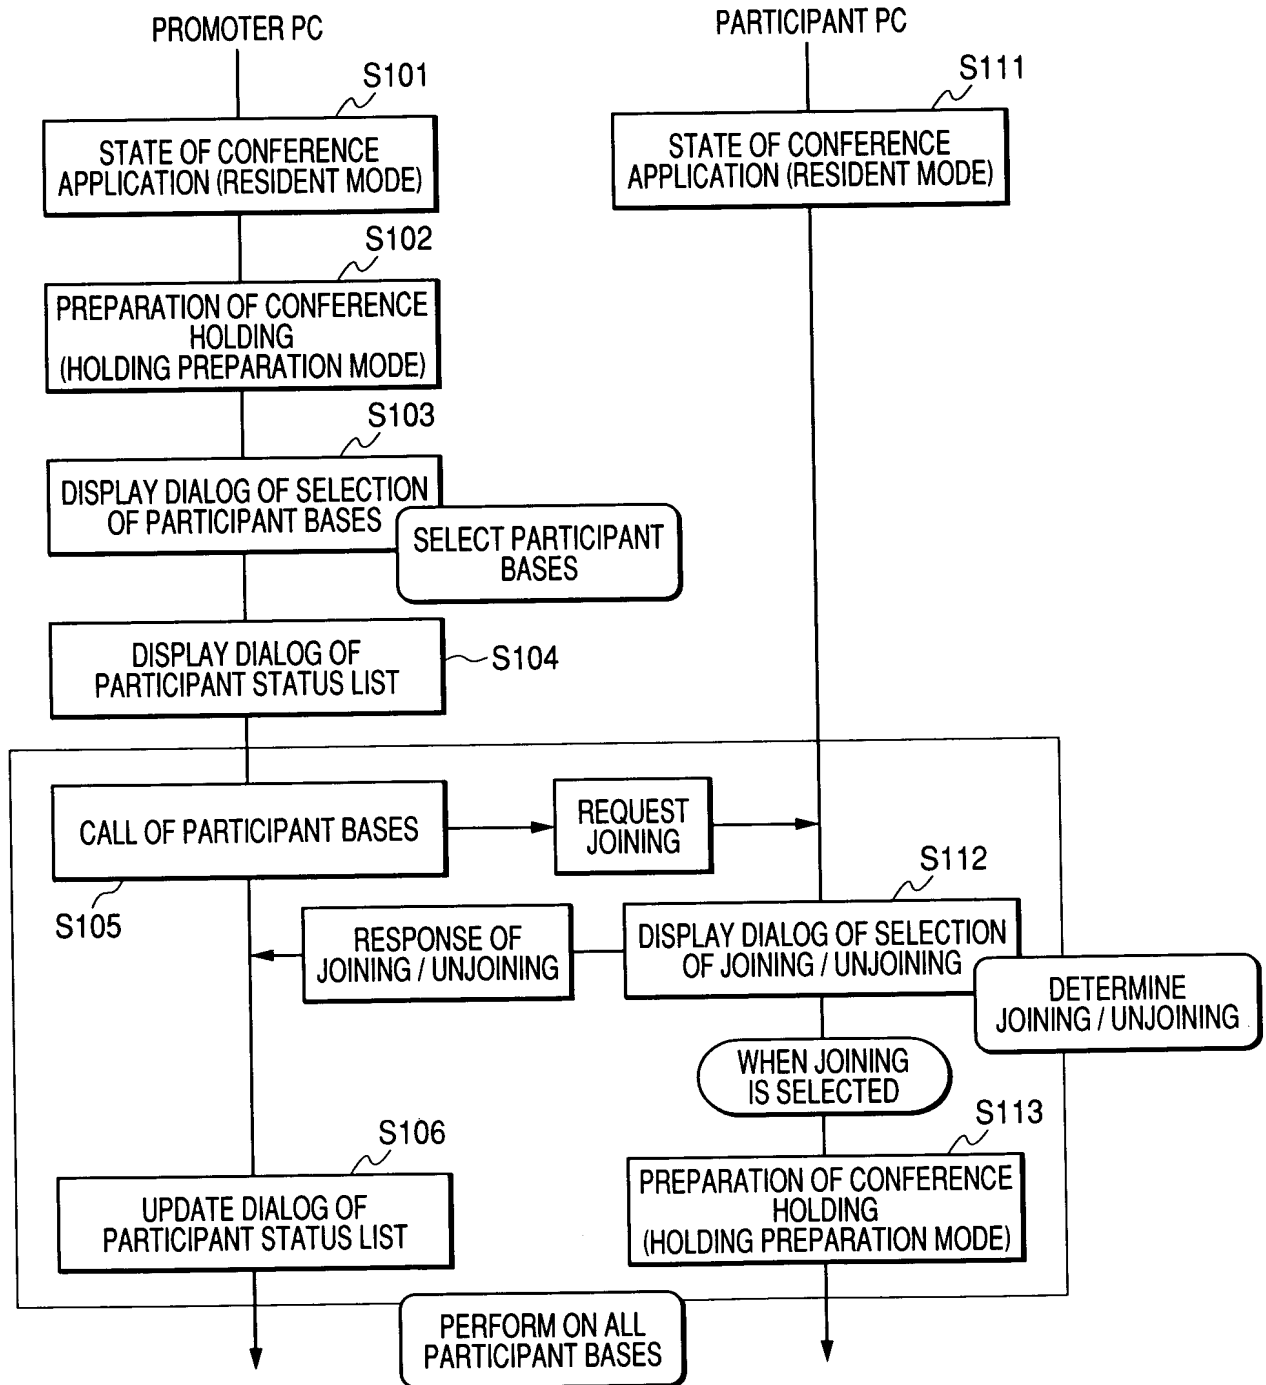 PROMOTER PC
PARTICIPANT PC
S101
S111
STATE OF CONFERENCE
APPLICATION (RESIDENT MODE)
STATE OF CONFERENCE
APPLICATION (RESIDENT MODE)
S102
PREPARATION OF CONFERENCE
HOLDING
(HOLDING PREPARATION MODE)
S103
DISPLAY DIALOG OF SELECTION
OF PARTICIPANT BASES
SELECT PARTICIPANT
BASES
DISPLAY DIALOG OF
PARTICIPANT STATUS LIST
S104
CALL OF PARTICIPANT BASES
REQUEST
JOINING
S105
S112
RESPONSE OF
JOINING / UNJOINING
DISPLAY DIALOG OF SELECTION
OF JOINING / UNJOINING
DETERMINE
JOINING / UNJOINING
WHEN JOINING
IS SELECTED
S106
S113
UPDATE DIALOG OF
PARTICIPANT STATUS LIST
PREPARATION OF CONFERENCE
HOLDING
(HOLDING PREPARATION MODE)
PERFORM ON ALL
PARTICIPANT BASES